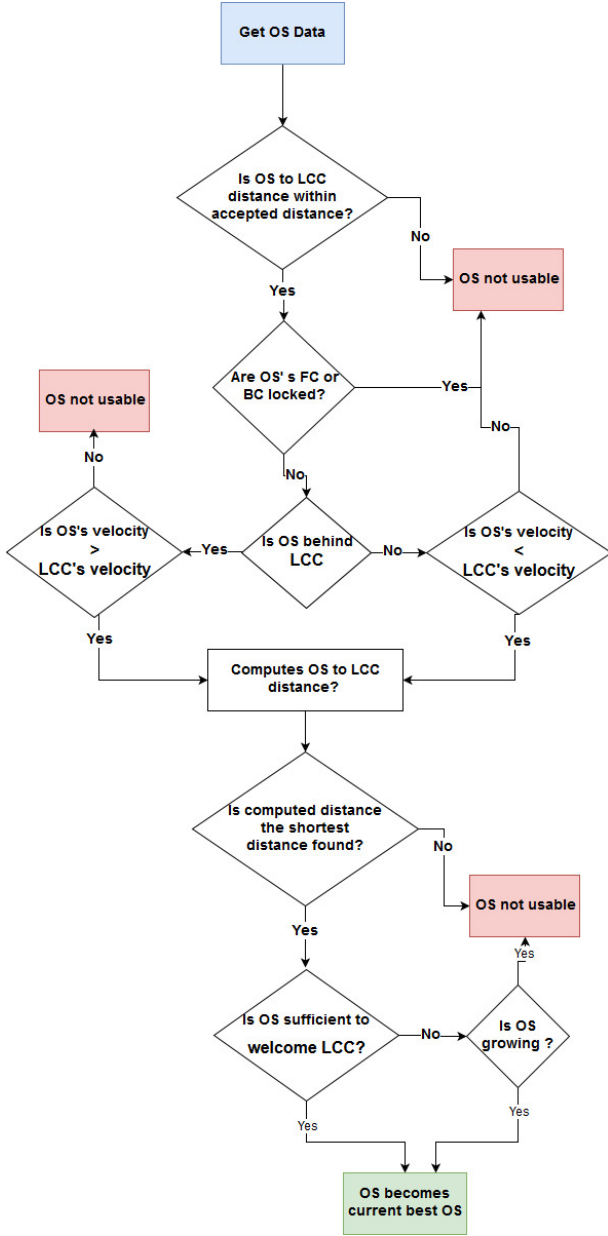 Get OS Data
Is OS to LCC
distance within
accepted distance?
No
OS not usable
Yes
Are OS' s FC or
BC locked?
Yes
OS not usable
No
No
No
Is OS's velocity
>
LCC's velocity
Yes
Is OS behind
LCC
No
Is OS's velocity
<
LCC's velocity
Yes
Yes
Computes OS to LCC
distance?
Is computed distance
the shortest
distance found?
No
OS not usable
Yes
Yes
Is OS sufficient to
welcome LCC?
No
Is OS
growing ?
Yes
Yes
OS becomes
current best OS